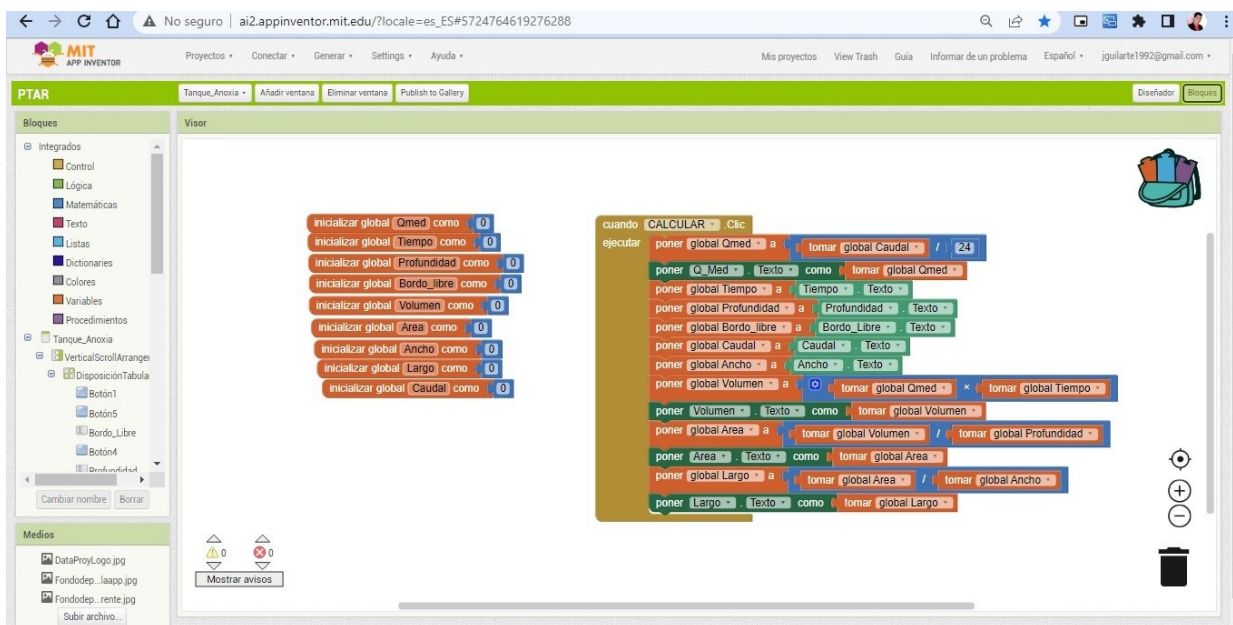 No seguro | ai2.appinventor.mit.edu/?locale=es_ES#5724764619276288
MIT
APP INVENTOR
Proyectos Conectar Generar Settings Ayuda Mis proyectos View Trash Guía Informar de un problema Español jguilarte1992@gmail.com
PTAR Tanque_Anoxia Añadir ventana Eliminar ventana Publish to Gallery Diseñador Bloques
Bloques
Integrados
Control
Lógica
Matemáticas
Texto
Listas
Dictionaries
Colores
Variables
Procedimientos
Tanque_Anoxia
VerticalScrollArranger
DisposiciónTabula
Botón1
Botón5
Bordo_Libre
Botón4
Profundidad
Cambiar nombre Borrar
Medios
DataProyLogo.jpg
Fondodep...laapp.jpg
Fondodep...rente.jpg
Subir archivo...
Visor
inicializar global Qmed como 0
inicializar global Tiempo como 0
inicializar global Profundidad como 0
inicializar global Bordo_libre como 0
inicializar global Volumen como 0
inicializar global Area como 0
inicializar global Ancho como 0
inicializar global Largo como 0
inicializar global Caudal como 0
cuando CALCULAR .Clic
ejecutar poner global Qmed a tomar global Caudal / 24
poner Q_Med . Texto como tomar global Qmed
poner global Tiempo a Tiempo . Texto
poner global Profundidad a Profundidad . Texto
poner global Bordo_libre a Bordo_Libre . Texto
poner global Caudal a Caudal . Texto
poner global Ancho a Ancho . Texto
poner global Volumen a tomar global Qmed × tomar global Tiempo
poner Volumen . Texto como tomar global Volumen
poner global Area a tomar global Volumen / tomar global Profundidad
poner Area . Texto como tomar global Area
poner global Largo a tomar global Area / tomar global Ancho
poner Largo . Texto como tomar global Largo
0 0
Mostrar avisos